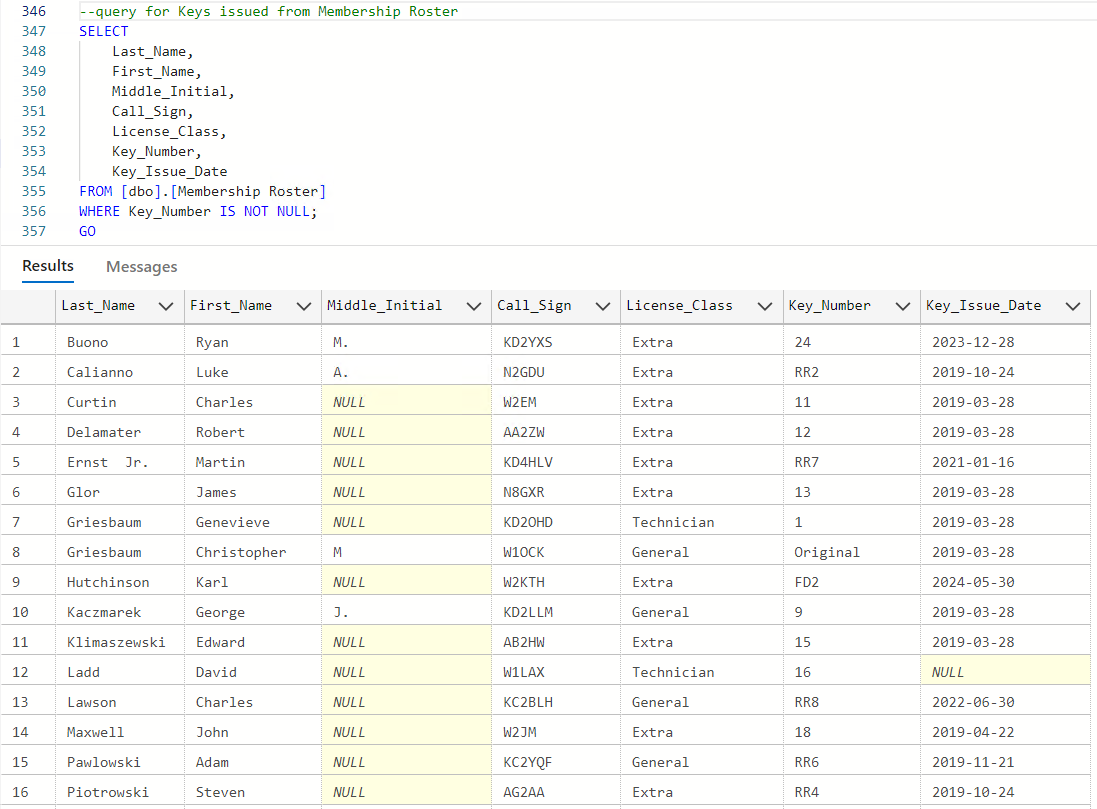 346 --query for Keys issued from Membership Roster
347 SELECT
348 Last_Name,
349 First_Name,
350 Middle_Initial,
351 Call_Sign,
352 License_Class,
353 Key_Number,
354 Key_Issue_Date
355 FROM [dbo].[Membership Roster]
356 WHERE Key_Number IS NOT NULL;
357 GO
Results Messages
Last_Name First_Name Middle_Initial Call_Sign License_Class Key_Number Key_Issue_Date
1 Buono Ryan M. KD2YXS Extra 24 2023-12-28
2 Calianno Luke A. N2GDU Extra RR2 2019-10-24
3 Curtin Charles NULL W2EM Extra 11 2019-03-28
4 Delamater Robert NULL AA2ZW Extra 12 2019-03-28
5 Ernst  Jr. Martin NULL KD4HLV Extra RR7 2021-01-16
6 Glor James NULL N8GXR Extra 13 2019-03-28
7 Griesbaum Genevieve NULL KD2OHD Technician 1 2019-03-28
8 Griesbaum Christopher M W1OCK General Original 2019-03-28
9 Hutchinson Karl NULL W2KTH Extra FD2 2024-05-30
10 Kaczmarek George J. KD2LLM General 9 2019-03-28
11 Klimaszewski Edward NULL AB2HW Extra 15 2019-03-28
12 Ladd David NULL W1LAX Technician 16 NULL
13 Lawson Charles NULL KC2BLH General RR8 2022-06-30
14 Maxwell John NULL W2JM Extra 18 2019-04-22
15 Pawlowski Adam NULL KC2YQF General RR6 2019-11-21
16 Piotrowski Steven NULL AG2AA Extra RR4 2019-10-24